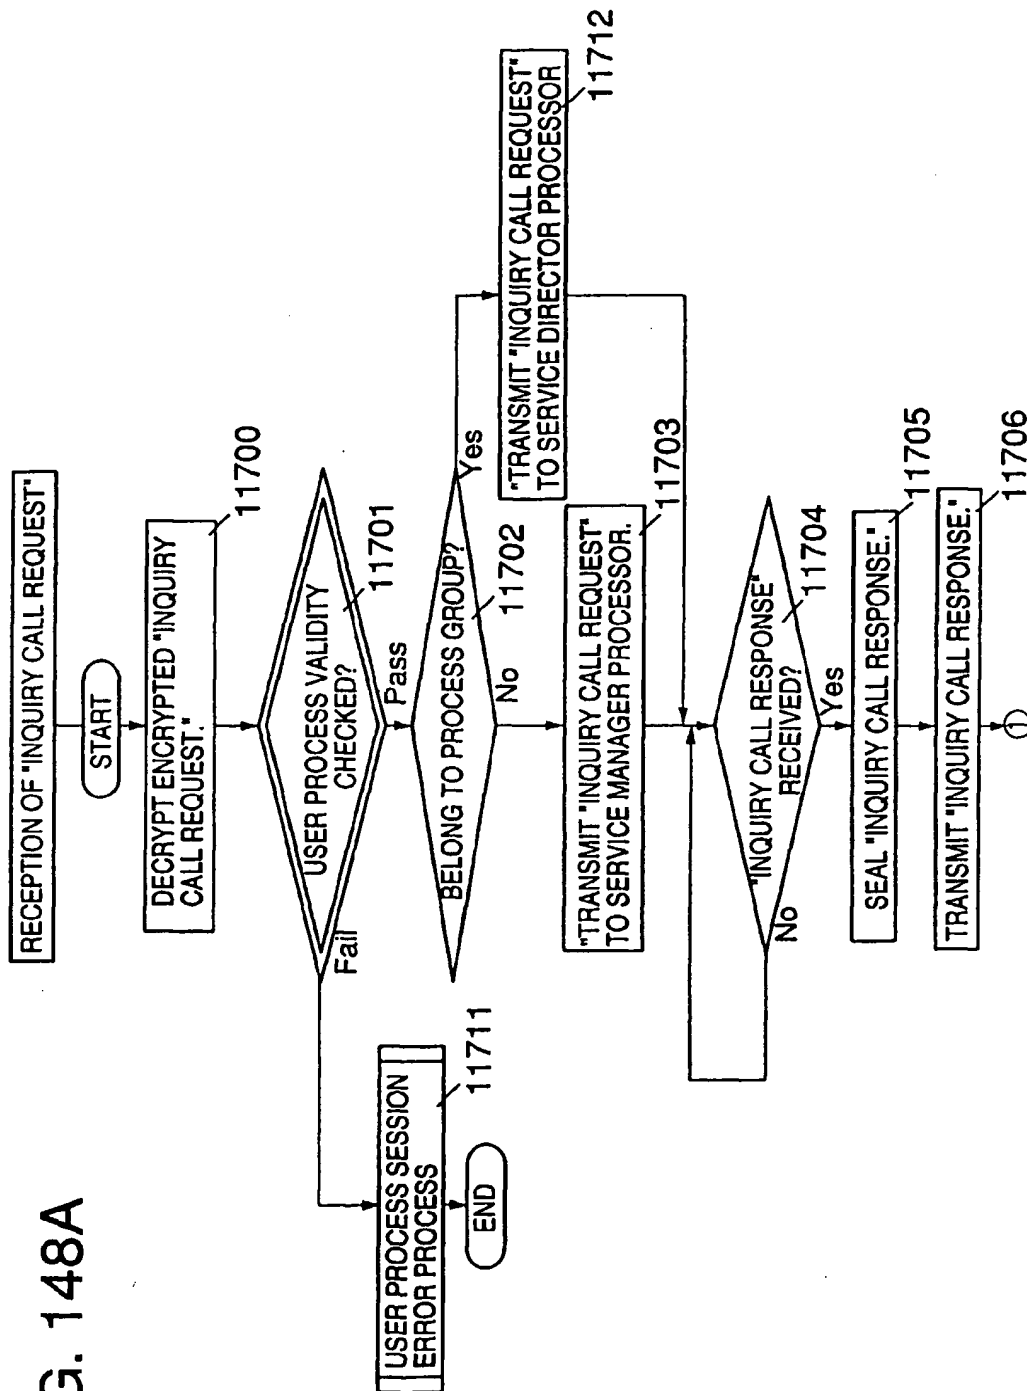 G. 148A
RECEPTION OF "INQUIRY CALL REQUEST"
START
DECRYPT ENCRYPTED "INQUIRY
CALL REQUEST."
11700
USER PROCESS VALIDITY
CHECKED?
11701
Fail
Pass
USER PROCESS SESSION
ERROR PROCESS
11711
END
BELONG TO PROCESS GROUP?
11702
Yes
No
"TRANSMIT "INQUIRY CALL REQUEST"
TO SERVICE DIRECTOR PROCESSOR
11712
"TRANSMIT "INQUIRY CALL REQUEST"
TO SERVICE MANAGER PROCESSOR.
11703
"INQUIRY CALL RESPONSE"
RECEIVED?
11704
No
Yes
SEAL "INQUIRY CALL RESPONSE."
11705
TRANSMIT "INQUIRY CALL RESPONSE."
11706
1